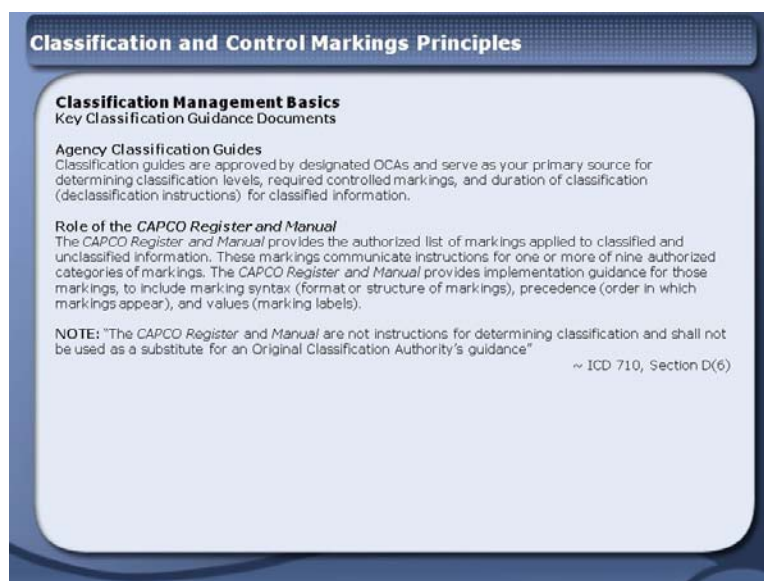 Classification and Control Markings Principles
Classification Management Basics
Key Classification Guidance Documents
Agency Classification Guides
Classification guides are approved by designated OCAs and serve as your primary source for
determining classification levels, required controlled markings, and duration of classification
(declassification instructions) for classified information.
Role of the CAPCO Register and Manual
The CAPCO Register and Manual provides the authorized list of markings applied to classified and
unclassified information. These markings communicate instructions for one or more of nine authorized
categories of markings. The CAPCO Register and Manual provides implementation guidance for those
markings, to include marking syntax (format or structure of markings), precedence (order in which
markings appear), and values (marking labels).
NOTE: "The CAPCO Register and Manual are not instructions for determining classification and shall not
be used as a substitute for an Original Classification Authority's guidance"
~ ICD 710, Section D(6)